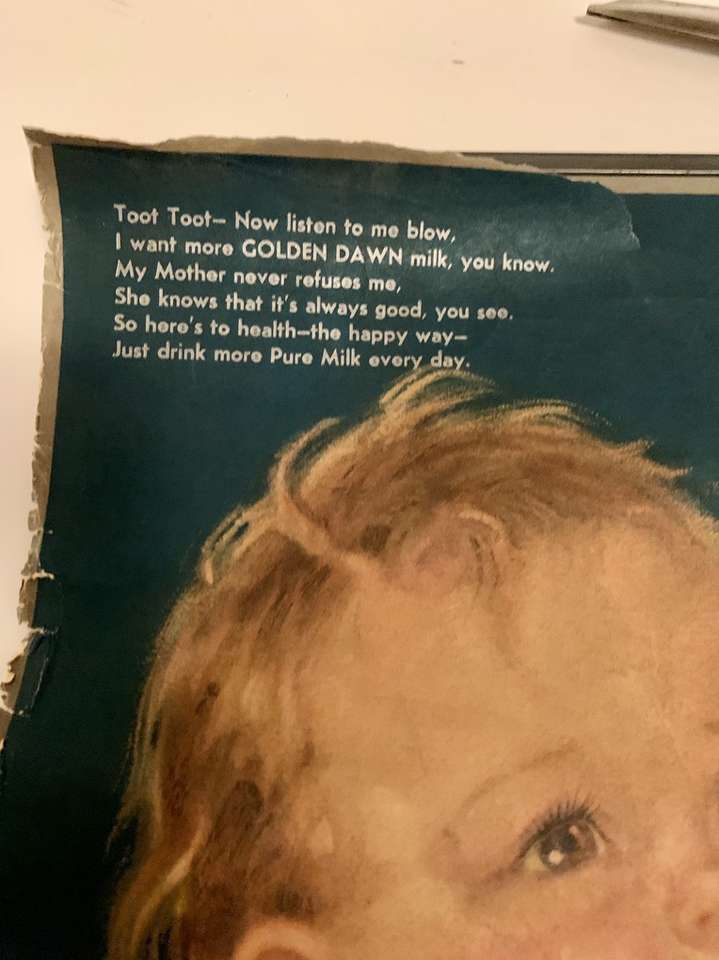 Toot Toot— Now listen to me blow,
I want more GOLDEN DAWN milk, you know.
My Mother never refuses me,
She knows that it's always good, you see.
So here's to health—the happy way—
Just drink more Pure Milk every day.